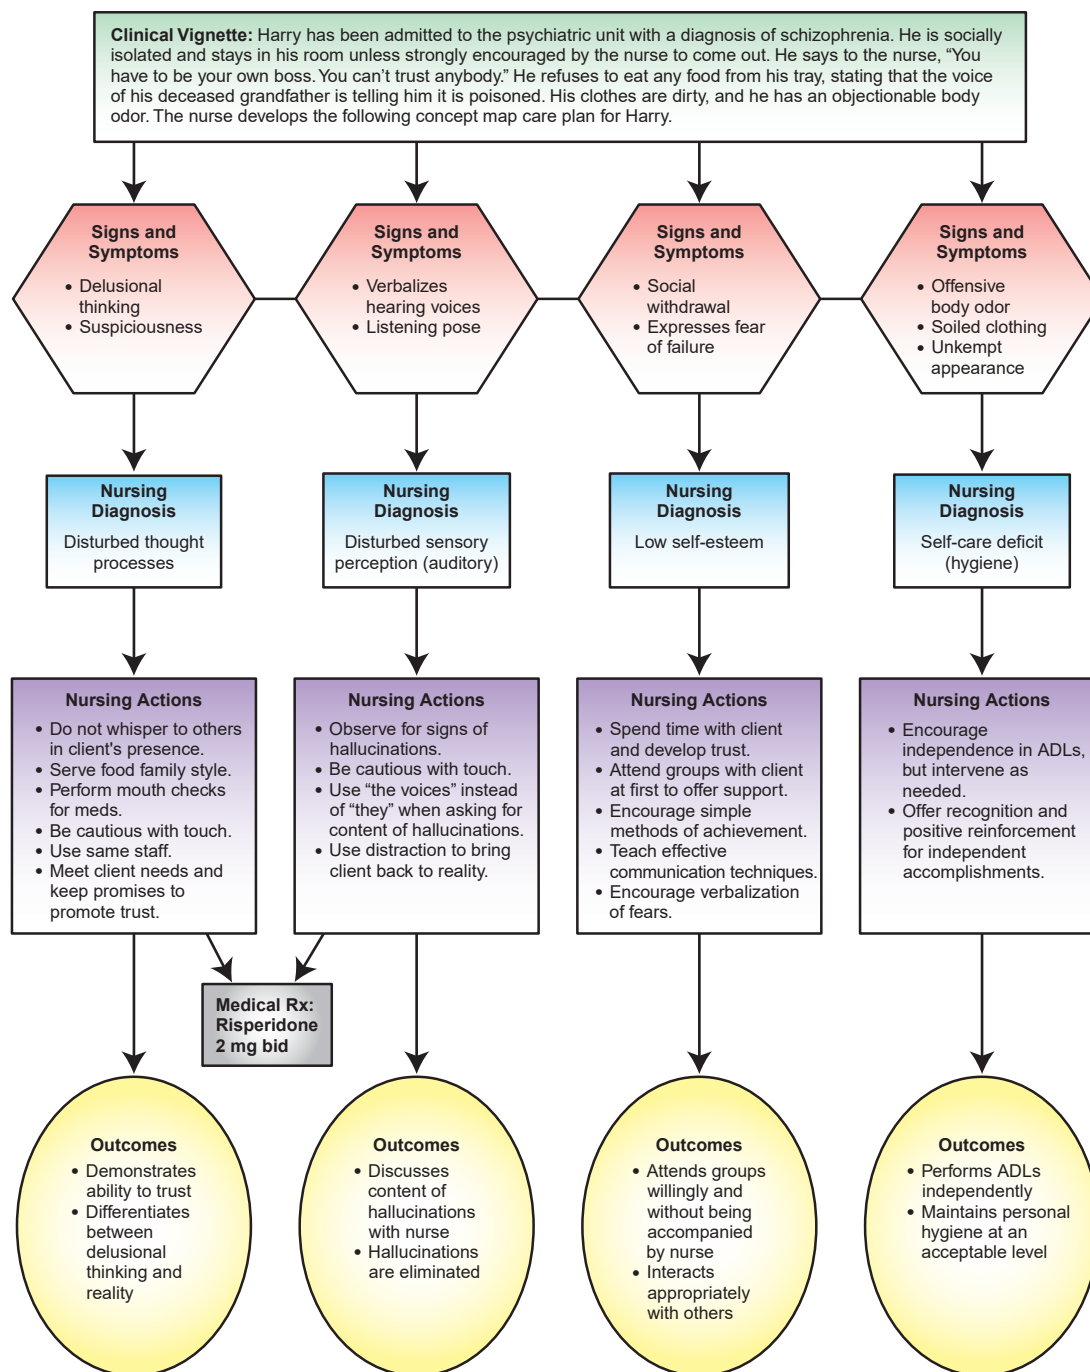 Clinical Vignette: Harry has been admitted to the psychiatric unit with a diagnosis of schizophrenia. He is socially
isolated and stays in his room unless strongly encouraged by the nurse to come out. He says to the nurse, “You
have to be your own boss. You can’t trust anybody.” He refuses to eat any food from his tray, stating that the voice
of his deceased grandfather is telling him it is poisoned. His clothes are dirty, and he has an objectionable body
odor. The nurse develops the following concept map care plan for Harry.
Signs and
Symptoms
• Delusional
thinking
• Suspiciousness
Signs and
Symptoms
• Verbalizes
hearing voices
• Listening pose
Signs and
Symptoms
• Social
withdrawal
• Expresses fear
of failure
Signs and
Symptoms
• Offensive
body odor
• Soiled clothing
• Unkempt
appearance
Nursing
Diagnosis
Disturbed thought
processes
Nursing
Diagnosis
Disturbed sensory
perception (auditory)
Nursing
Diagnosis
Low self-esteem
Nursing
Diagnosis
Self-care deficit
(hygiene)
Nursing Actions
• Do not whisper to others
in client's presence.
• Serve food family style.
• Perform mouth checks
for meds.
• Be cautious with touch.
• Use same staff.
• Meet client needs and
keep promises to
promote trust.
Nursing Actions
• Observe for signs of
hallucinations.
• Be cautious with touch.
• Use “the voices” instead
of “they” when asking for
content of hallucinations.
• Use distraction to bring
client back to reality.
Nursing Actions
• Spend time with client
and develop trust.
• Attend groups with client
at first to offer support.
• Encourage simple
methods of achievement.
• Teach effective
communication techniques.
• Encourage verbalization
of fears.
Nursing Actions
• Encourage
independence in ADLs,
but intervene as
needed.
• Offer recognition and
positive reinforcement
for independent
accomplishments.
Medical Rx:
Risperidone
2 mg bid
Outcomes
• Demonstrates
ability to trust
• Differentiates
between
delusional
thinking and
reality
Outcomes
• Discusses
content of
hallucinations
with nurse
• Hallucinations
are eliminated
Outcomes
• Attends groups
willingly and
without being
accompanied
by nurse
• Interacts
appropriately
with others
Outcomes
• Performs ADLs
independently
• Maintains personal
hygiene at an
acceptable level